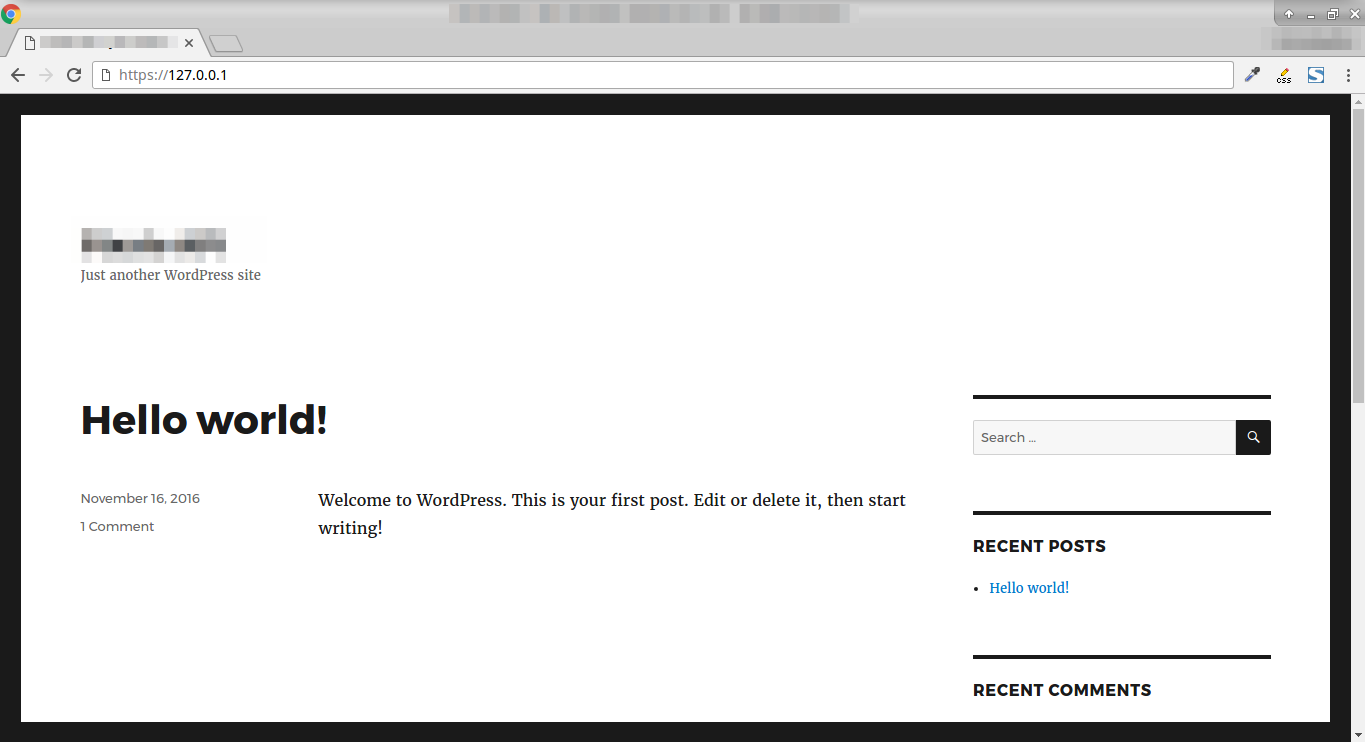 https://127.0.0.1
css
Just another WordPress site
Hello world!
Search …
November 16, 2016
1 Comment
Welcome to WordPress. This is your first post. Edit or delete it, then start
writing!
RECENT POSTS
Hello world!
RECENT COMMENTS